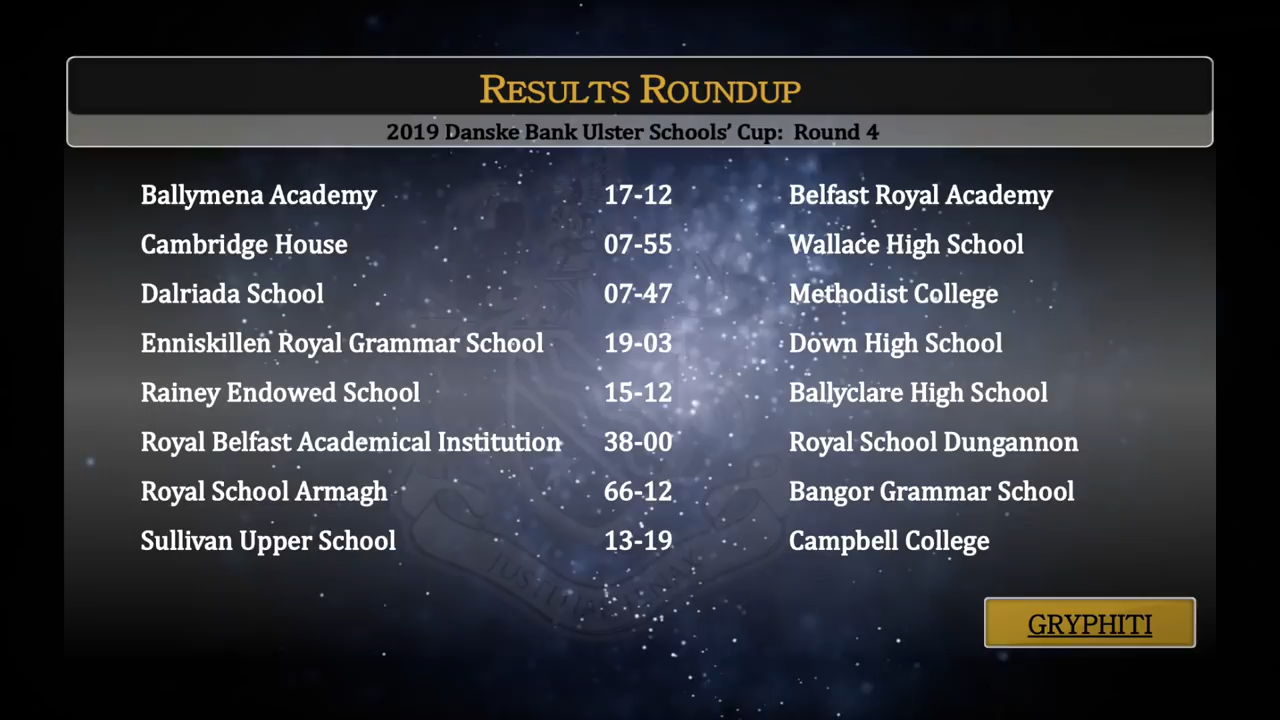 RESULTS ROUNDUP
2019 Danske Bank Ulster Schools’ Cup: Round 4
Ballymena Academy 17-12 Belfast Royal Academy
Cambridge House 07-55 Wallace High School
Dalriada School 07-47 Methodist College
Enniskillen Royal Grammar School 19-03 Down High School
Rainey Endowed School 15-12 Ballyclare High School
Royal Belfast Academical Institution 38-00 Royal School Dungannon
Royal School Armagh 66-12 Bangor Grammar School
Sullivan Upper School 13-19 Campbell College
GRYPHITI